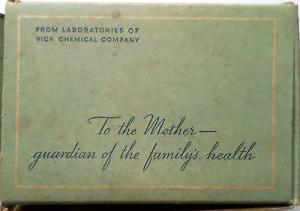 FROM LABORATORIES OF
VICK CHEMICAL COMPANY
To the Mother—
guardian of the family's health